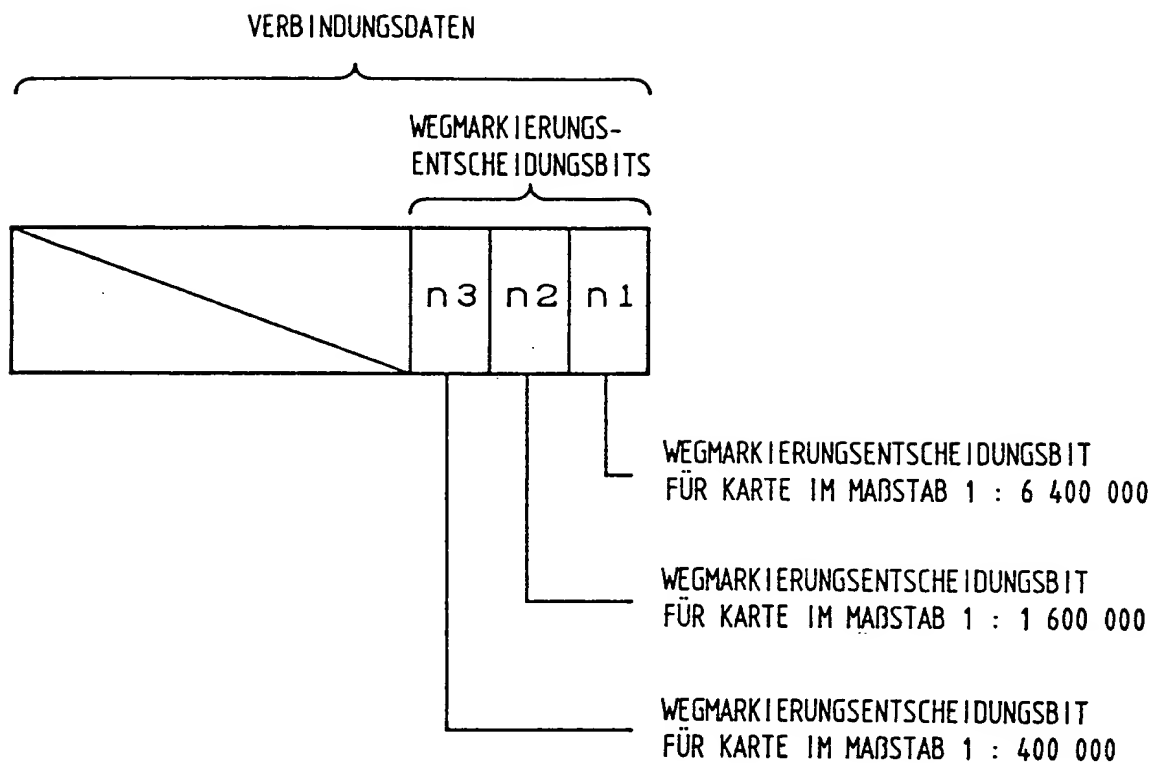 VERBINDUNGSDATEN
WEGMARKIERUNGS-
ENTSCHEIDUNGSBITS
n3 n2 n1
WEGMARKIERUNGSENTSCHEIDUNGSBIT
FÜR KARTE IM MAßSTAB 1 : 6 400 000
WEGMARKIERUNGSENTSCHEIDUNGSBIT
FÜR KARTE IM MAßSTAB 1 : 1 600 000
WEGMARKIERUNGSENTSCHEIDUNGSBIT
FÜR KARTE IM MAßSTAB 1 : 400 000